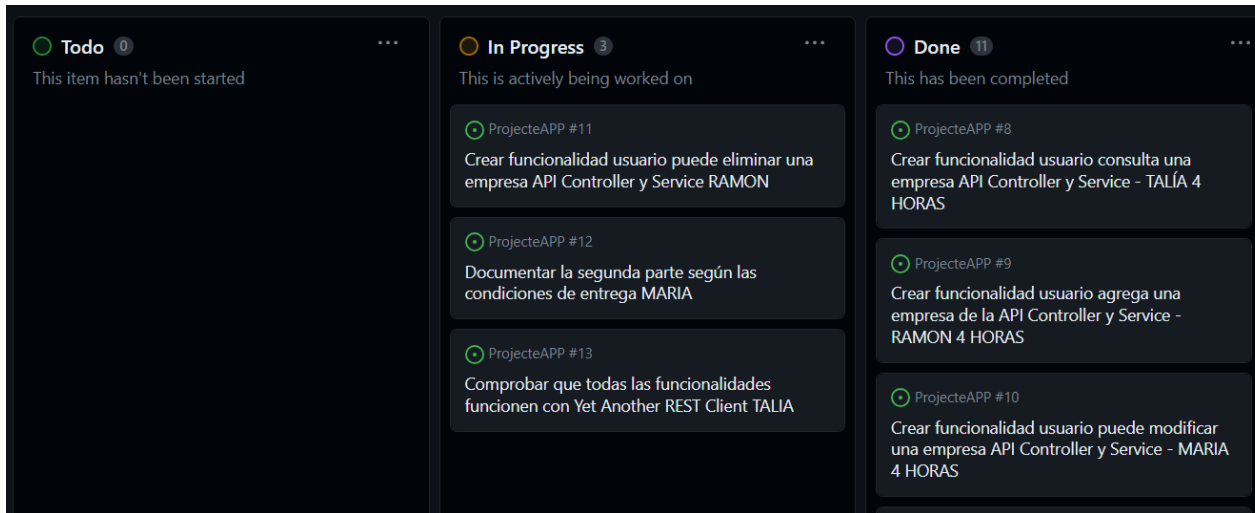 Todo 0
This item hasn't been started
In Progress 3
This is actively being worked on
ProjecteAPP #11
Crear funcionalidad usuario puede eliminar una
empresa API Controller y Service RAMON
ProjecteAPP #12
Documentar la segunda parte según las
condiciones de entrega MARIA
ProjecteAPP #13
Comprobar que todas las funcionalidades
funcionen con Yet Another REST Client TALIA
Done 11
This has been completed
ProjecteAPP #8
Crear funcionalidad usuario consulta una
empresa API Controller y Service - TALÍA 4
HORAS
ProjecteAPP #9
Crear funcionalidad usuario agrega una
empresa de la API Controller y Service -
RAMON 4 HORAS
ProjecteAPP #10
Crear funcionalidad usuario puede modificar
una empresa API Controller y Service - MARIA
4 HORAS